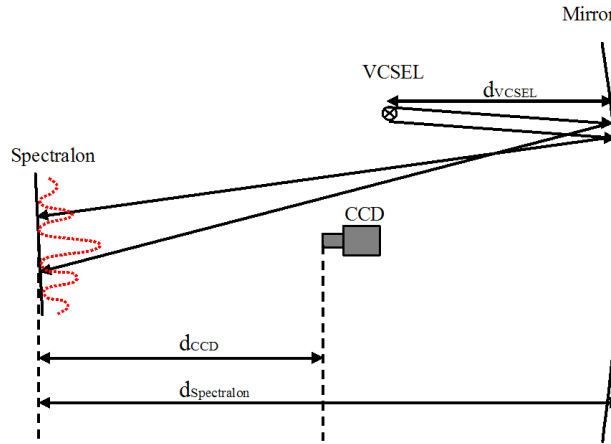 Mirror
VCSEL
dVCSEL
Spectralon
CCD
dCCD
dSpectralon